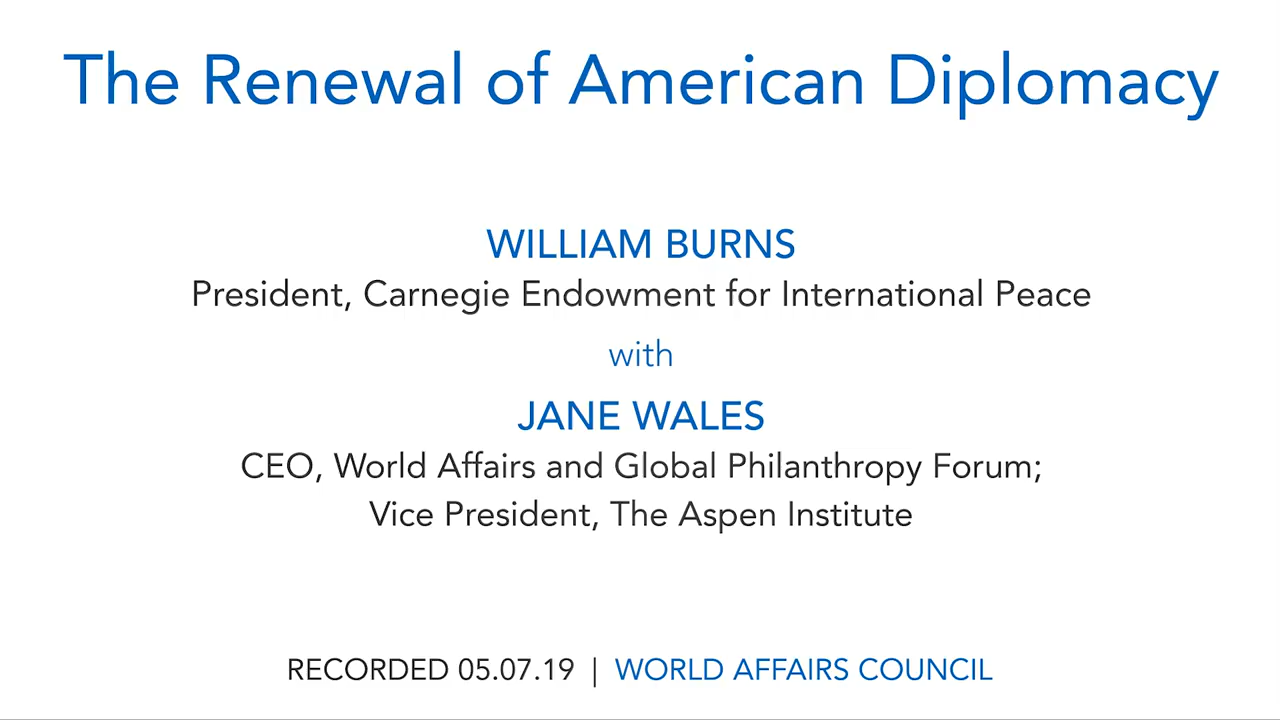 The Renewal of American Diplomacy
WILLIAM BURNS
President, Carnegie Endowment for International Peace
with
JANE WALES
CEO, World Affairs and Global Philanthropy Forum;
Vice President, The Aspen Institute
RECORDED 05.07.19 | WORLD AFFAIRS COUNCIL